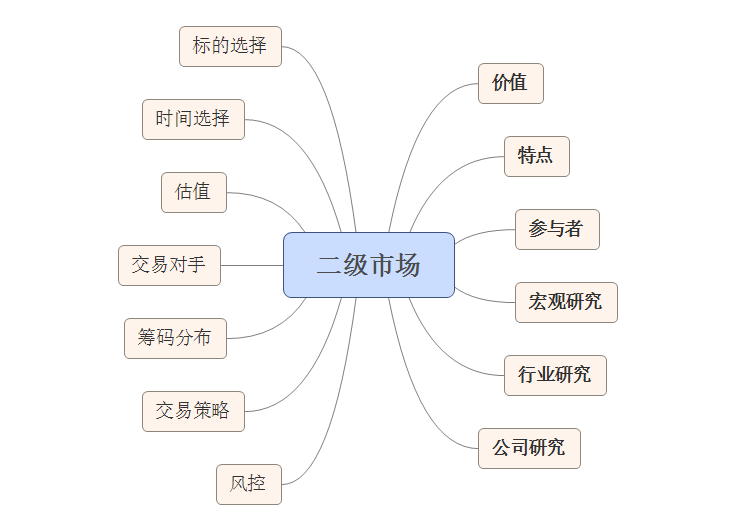 标的选择
时间选择
估值
交易对手
筹码分布
交易策略
风控
二级市场
价值
特点
参与者
宏观研究
行业研究
公司研究